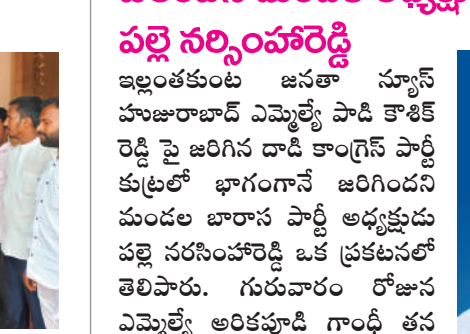 పల్లె నర్సింహారెడ్డి
ఇల్లంతకుంట జనతా న్యూస్
హుజురాబాద్ ఎమ్మెల్యే పాడి కౌశిక్
రెడ్డి పై జరిగిన దాడి కాంగ్రెస్ పార్టీ
కుట్రలో భాగంగానే జరిగిందని
మండల బారాస పార్టీ అధ్యక్షుడు
పల్లె నరసింహారెడ్డి ఒక ప్రకటనలో
తెలిపారు. గురువారం రోజున
ఎమ్మెల్యే అరికపూడి గాంధీ తన